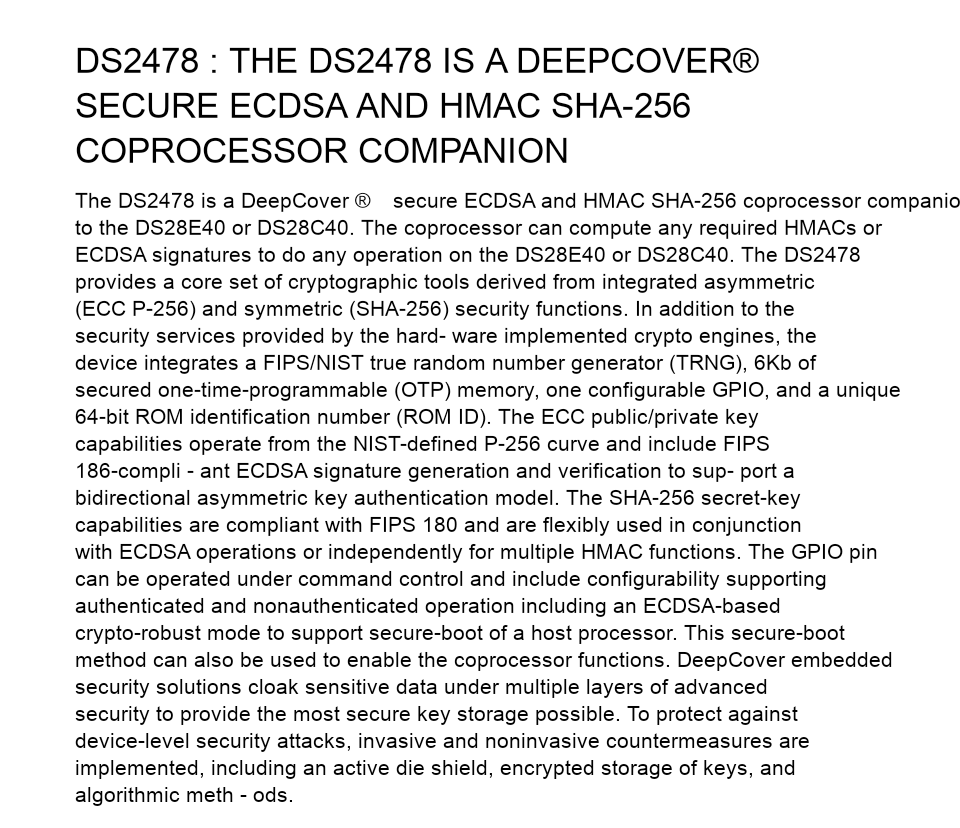 DS2478 : THE DS2478 IS A DEEPCOVER®
SECURE ECDSA AND HMAC SHA-256
COPROCESSOR COMPANION
The DS2478 is a DeepCover ® secure ECDSA and HMAC SHA-256 coprocessor companio
to the DS28E40 or DS28C40. The coprocessor can compute any required HMACs or
ECDSA signatures to do any operation on the DS28E40 or DS28C40. The DS2478
provides a core set of cryptographic tools derived from integrated asymmetric
(ECC P-256) and symmetric (SHA-256) security functions. In addition to the
security services provided by the hard- ware implemented crypto engines, the
device integrates a FIPS/NIST true random number generator (TRNG), 6Kb of
secured one-time-programmable (OTP) memory, one configurable GPIO, and a unique
64-bit ROM identification number (ROM ID). The ECC public/private key
capabilities operate from the NIST-defined P-256 curve and include FIPS
186-compli - ant ECDSA signature generation and verification to sup- port a
bidirectional asymmetric key authentication model. The SHA-256 secret-key
capabilities are compliant with FIPS 180 and are flexibly used in conjunction
with ECDSA operations or independently for multiple HMAC functions. The GPIO pin
can be operated under command control and include configurability supporting
authenticated and nonauthenticated operation including an ECDSA-based
crypto-robust mode to support secure-boot of a host processor. This secure-boot
method can also be used to enable the coprocessor functions. DeepCover embedded
security solutions cloak sensitive data under multiple layers of advanced
security to provide the most secure key storage possible. To protect against
device-level security attacks, invasive and noninvasive countermeasures are
implemented, including an active die shield, encrypted storage of keys, and
algorithmic meth - ods.